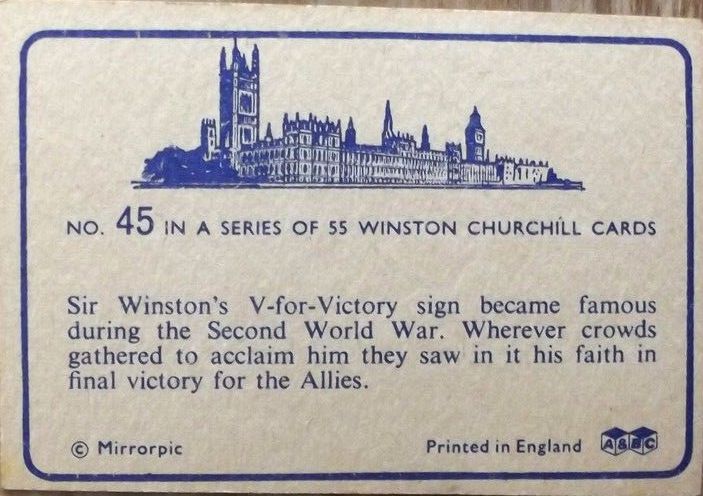 NO. 45 IN A SERIES OF 55 WINSTON CHURCHILL CARDS
Sir Winston's V-for-Victory sign became famous
during the Second World War. Wherever crowds
gathered to acclaim him they saw in it his faith in
final victory for the Allies.
© Mirrorpic Printed in England A&BC